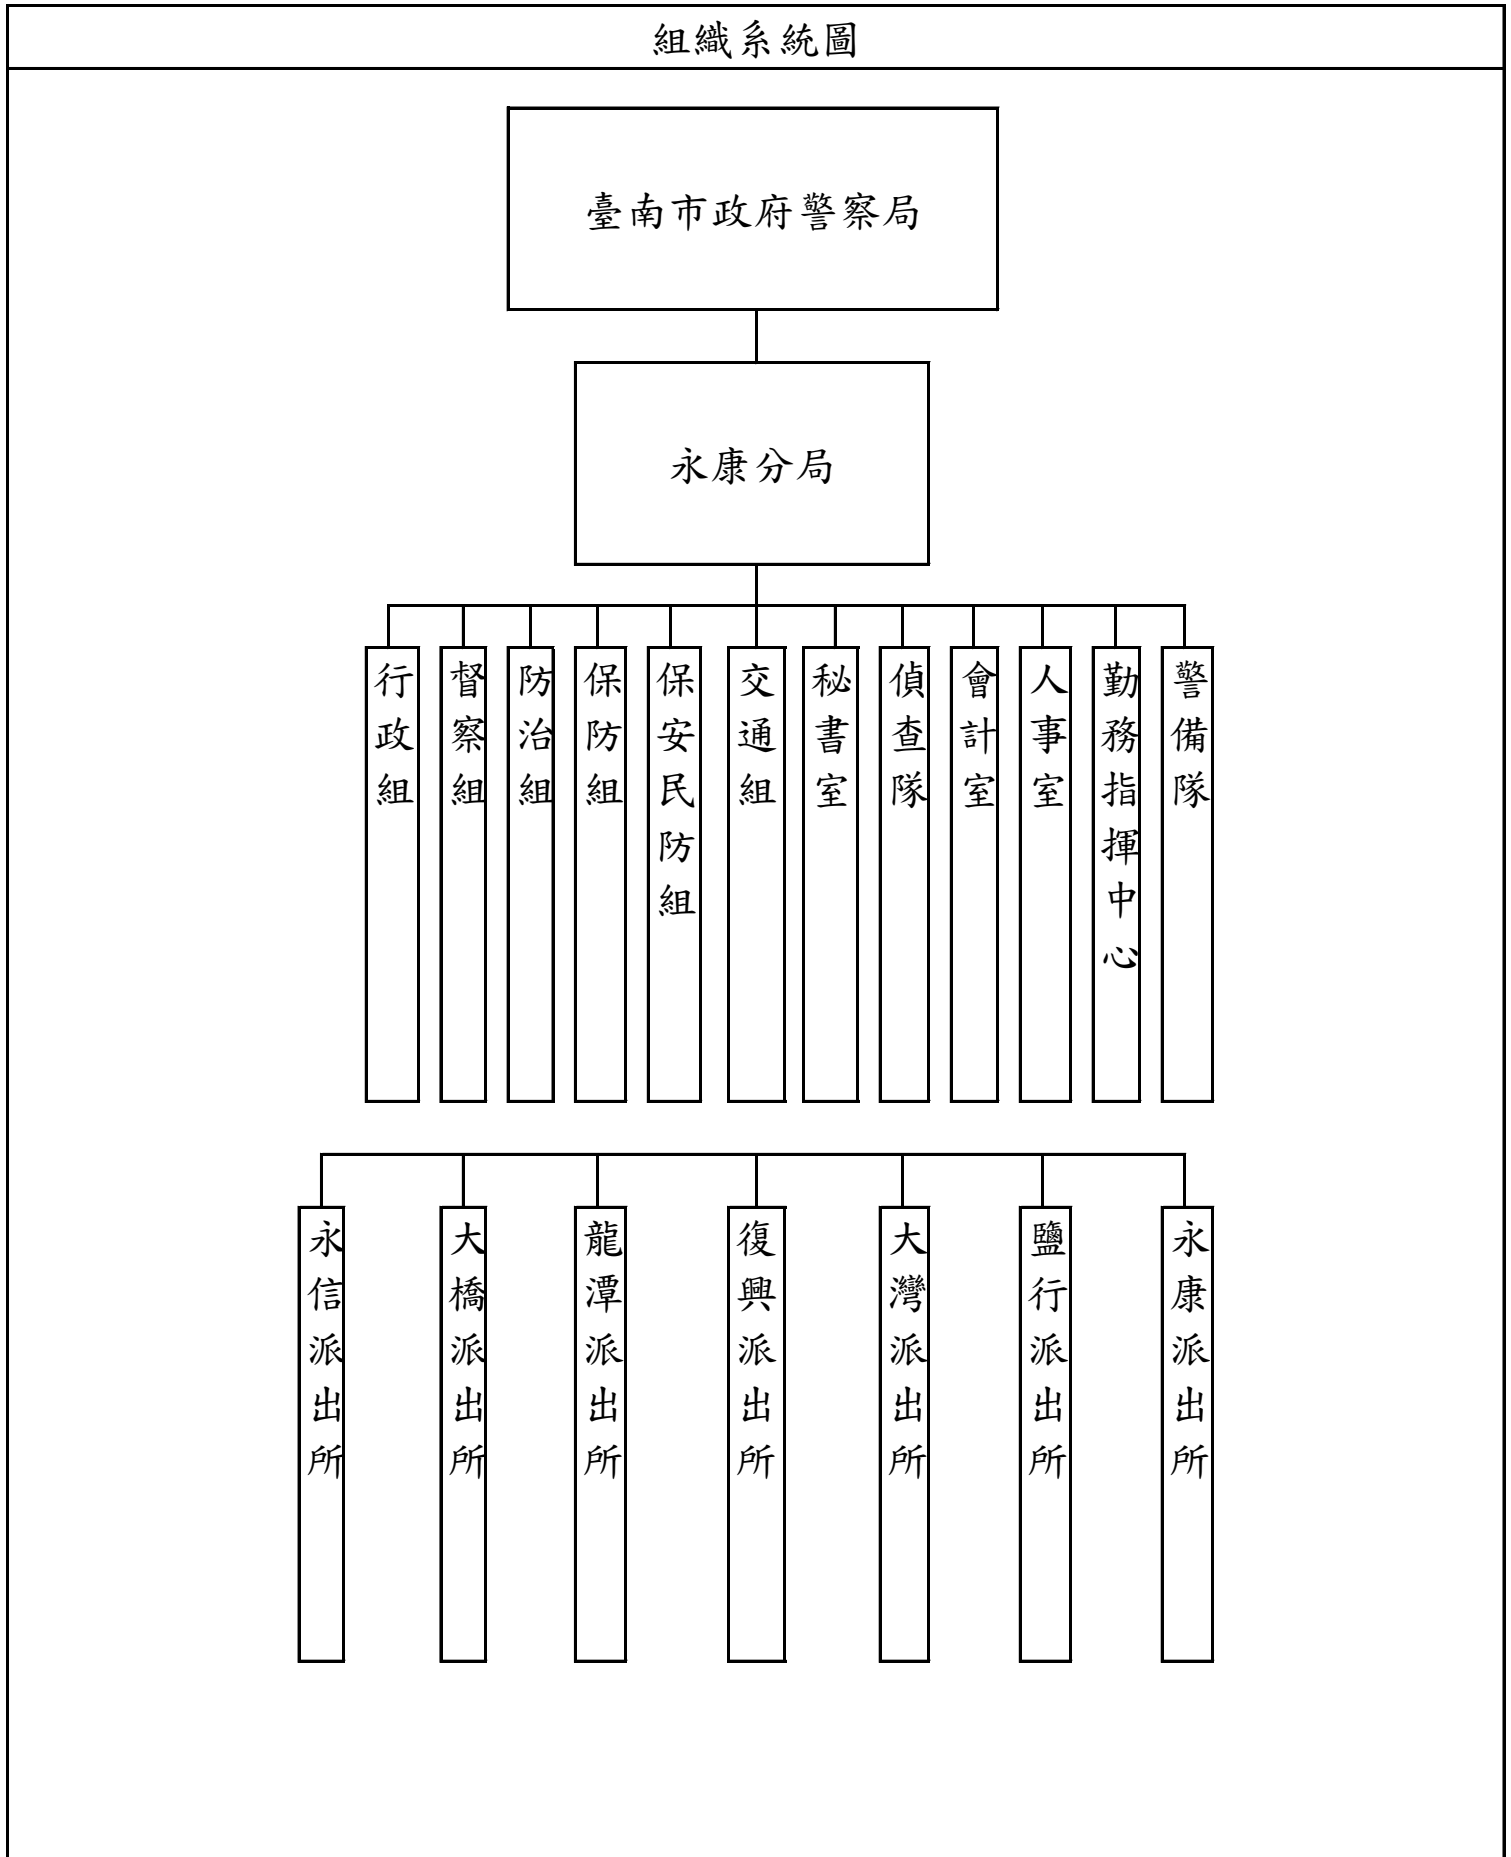 組織系統圖
臺南市政府警察局
永康分局
行政組
督察組
防治組
保防組
保安民防組
交通組
秘書室
偵查隊
會計室
人事室
勤務指揮中心
警備隊
永信派出所
大橋派出所
龍潭派出所
復興派出所
大灣派出所
鹽行派出所
永康派出所